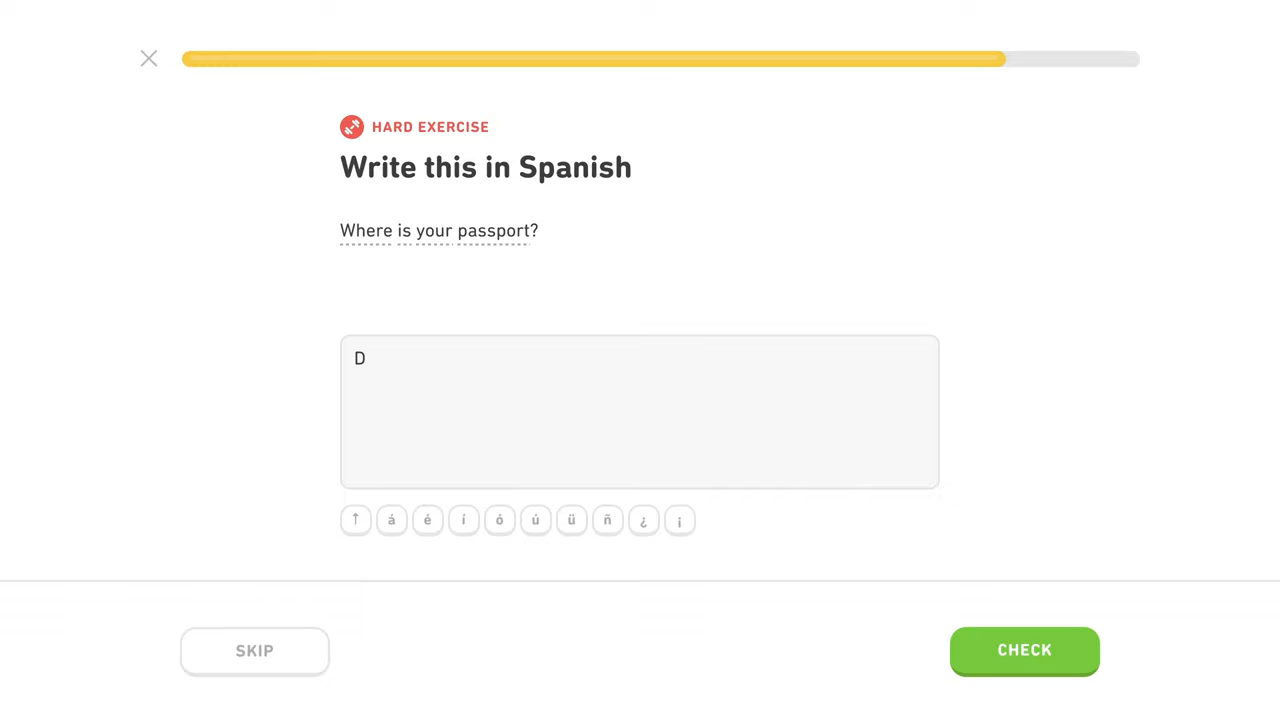 HARD EXERCISE
Write this in Spanish
Where is your passport?
D
↑ á é í ó ú ü ñ ¿ ¡
SKIP
CHECK